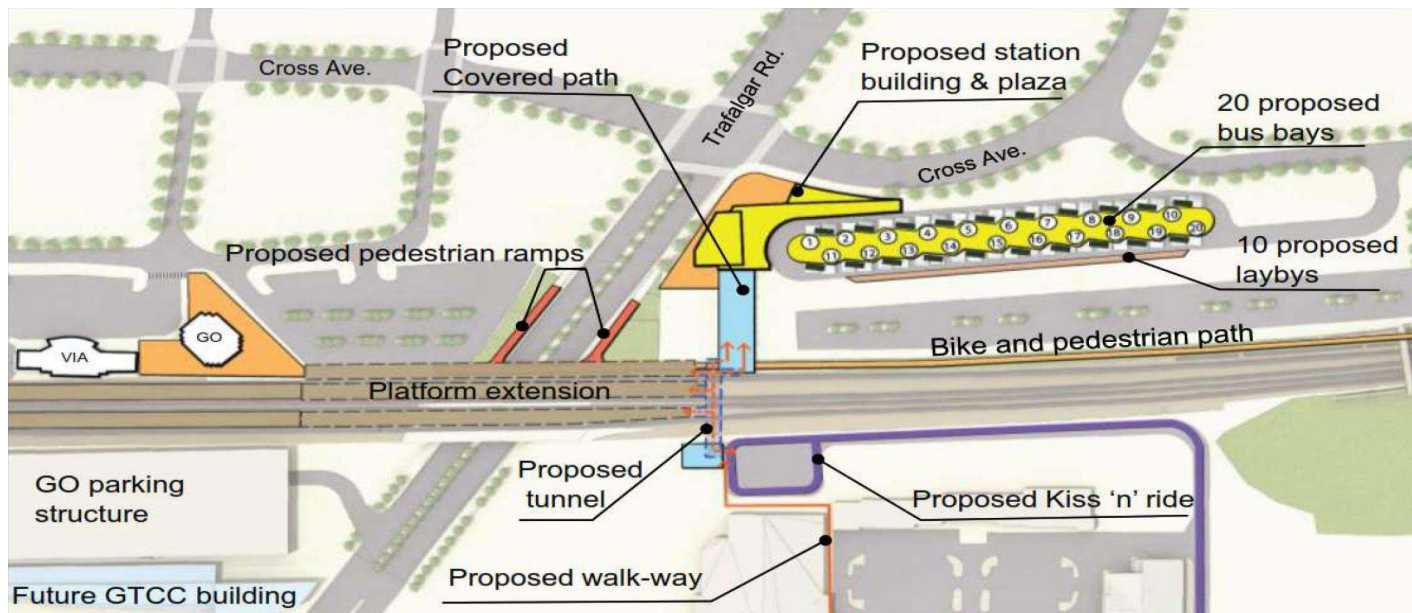 Proposed
Covered path
Cross Ave.
Trafalgar Rd.
Proposed station
building & plaza
20 proposed
bus bays
Cross Ave.
10 proposed
laybys
Proposed pedestrian ramps
1 2 3 4 5 6 7 8 9 10
11 12 13 14 15 16 17 18 19 20
GO
VIA
Bike and pedestrian path
Platform extension
GO parking
structure
Proposed
tunnel
Proposed Kiss ‘n’ ride
Proposed walk-way
Future GTCC building